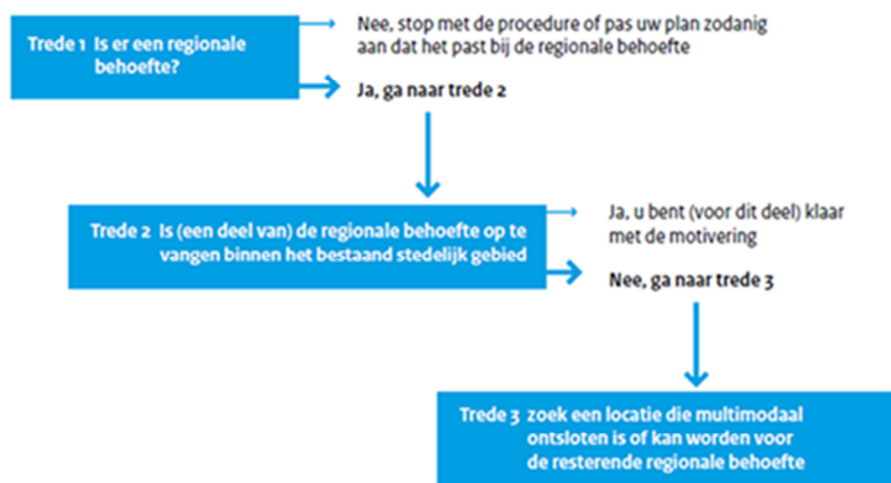 Trede 1 Is er een regionale
behoefte?
Nee, stop met de procedure of pas uw plan zodanig
aan dat het past bij de regionale behoefte
Ja, ga naar trede 2
Trede 2 Is (een deel van) de regionale behoefte op te
vangen binnen het bestaand stedelijk gebied
Ja, u bent (voor dit deel) klaar
met de motivering
Nee, ga naar trede 3
Trede 3 zoek een locatie die multimodaal
ontsloten is of kan worden voor
de resterende regionale behoefte